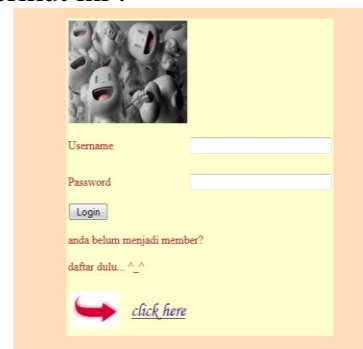 Username
Password
Login
anda belum menjadi member?
daftar dulu... ^_^
click here